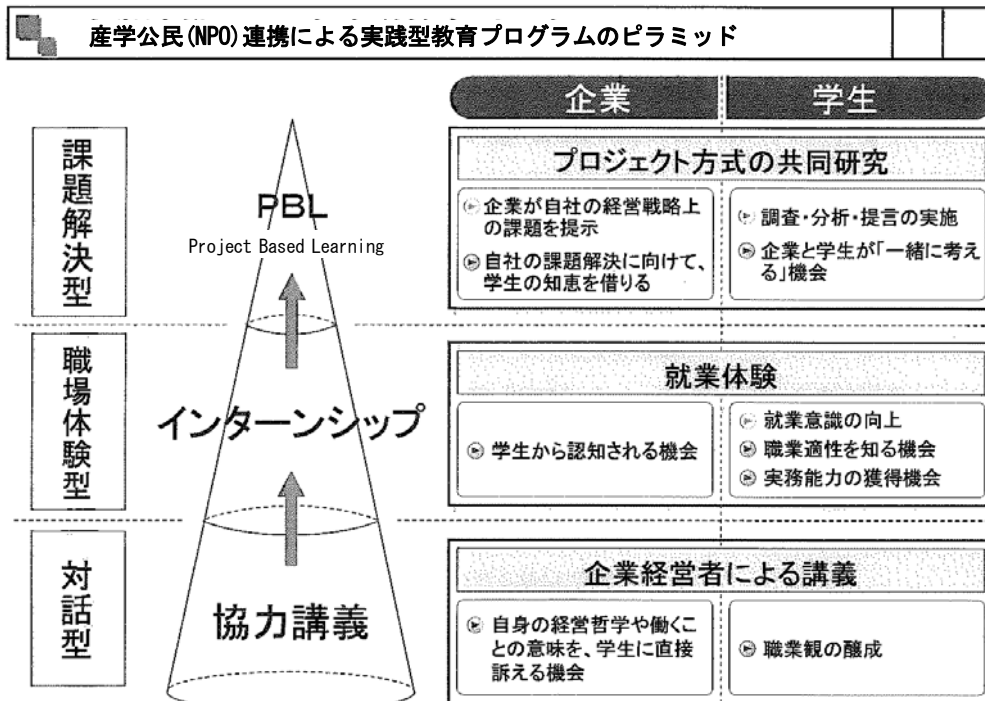 産学公民(NPO)連携による実践型教育プログラムのピラミッド
企業
学生
課題解決型
PBL
Project Based Learning
プロジェクト方式の共同研究
企業が自社の経営戦略上
の課題を提示
自社の課題解決に向けて、
学生の知恵を借りる
調査・分析・提言の実施
企業と学生が「一緒に考え
る」機会
職場体験型
インターンシップ
就業体験
学生から認知される機会
就業意識の向上
職業適性を知る機会
実務能力の獲得機会
対話型
協力講義
企業経営者による講義
自身の経営哲学や働くこ
との意味を、学生に直接
訴える機会
職業観の醸成